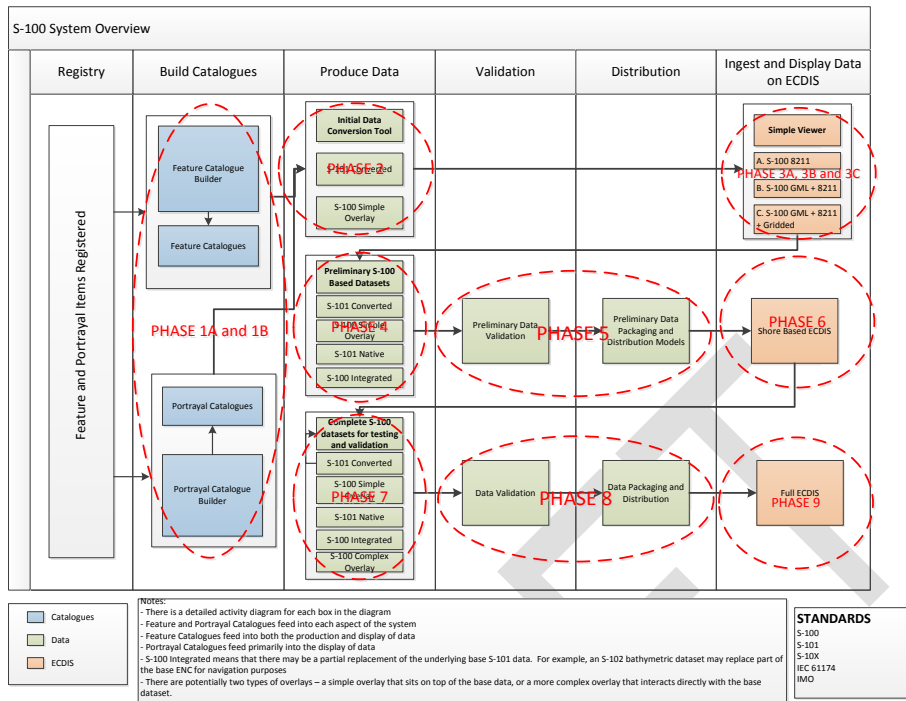 S-100 System Overview
Registry
Build Catalogues
Produce Data
Validation
Distribution
Ingest and Display Data
on ECDIS
Feature and Portrayal Items Registered
Feature Catalogue
Builder
Feature Catalogues
PHASE 1A and 1B
Portrayal Catalogues
Portrayal Catalogue
Builder
Initial Data
Conversion Tool
S-101 Converted
PHASE 2
S-100 Simple
Overlay
Simple Viewer
A. S-100 8211
PHASE 3A, 3B and 3C
B. S-100 GML + 8211
C. S-100 GML + 8211
+ Gridded
Preliminary S-100
Based Datasets
S-101 Converted
S-100 Simple
Overlay
PHASE 4
S-101 Native
S-100 Integrated
Preliminary Data
Validation
PHASE 5
Preliminary Data
Packaging and
Distribution Models
PHASE 6
Shore Based ECDIS
Complete S-100
datasets for testing
and validation
S-101 Converted
S-100 Simple
Overlay
PHASE 7
S-101 Native
S-100 Integrated
S-100 Complex
Overlay
Data Validation
PHASE 8
Data Packaging and
Distribution
Full ECDIS
PHASE 9
Catalogues
Data
ECDIS
Notes:
- There is a detailed activity diagram for each box in the diagram
- Feature and Portrayal Catalogues feed into each aspect of the system
- Feature Catalogues feed into both the production and display of data
- Portrayal Catalogues feed primarily into the display of data
- S-100 Integrated means that there may be a partial replacement of the underlying base S-101 data.  For example, an S-102 bathymetric dataset may replace part of
the base ENC for navigation purposes
- There are potentially two types of overlays – a simple overlay that sits on top of the base data, or a more complex overlay that interacts directly with the base
dataset.
STANDARDS
S-100
S-101
S-10X
IEC 61174
IMO